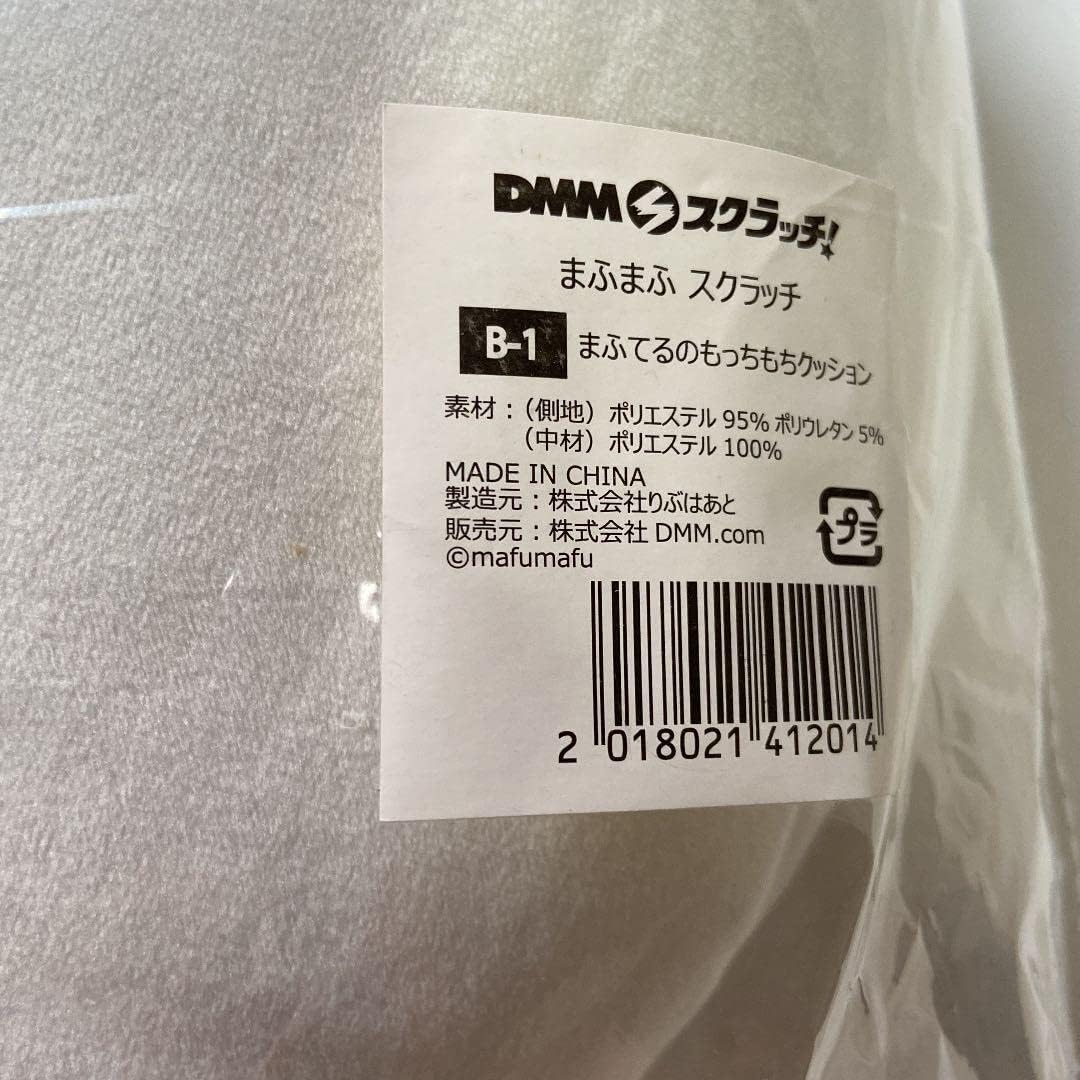 DMM スクラッチ!
まふまふ スクラッチ
B-1 まふてるのもっちもちクッション
素材：（側地）ポリエステル 95% ポリウレタン 5%
（中材）ポリエステル 100%
MADE IN CHINA
製造元：株式会社りぶはあと
販売元：株式会社 DMM.com
©mafumafu
プラ
2 018021 412014